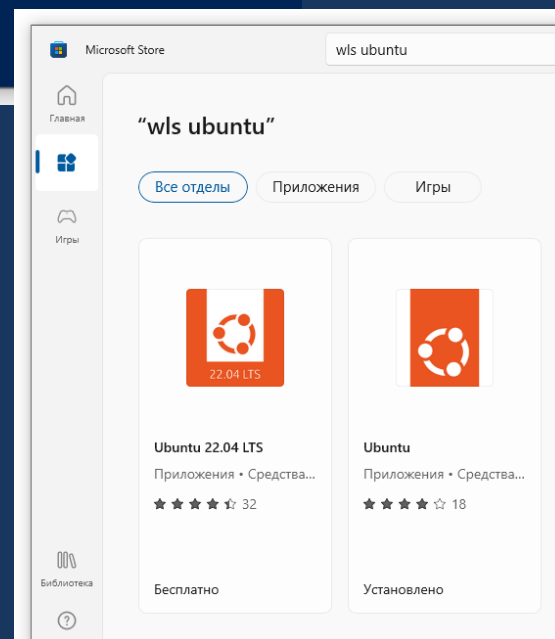 Microsoft Store
wls ubuntu
Главная
“wls ubuntu”
Все отделы
Приложения
Игры
Игры
22.04 LTS
Ubuntu 22.04 LTS
Ubuntu
Приложения • Средства...
Приложения • Средства...
32
18
Библиотека
Бесплатно
Установлено